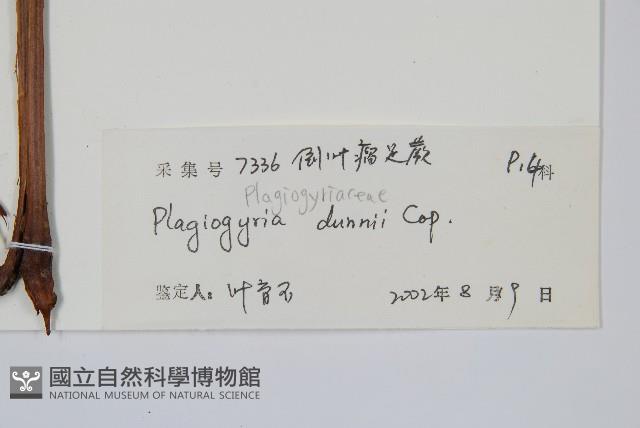 采集号 7336 倒叶瘤足蕨 P.14科
Plagiogyriaceae
Plagiogyria dunnii Cop.
鉴定人: 叶育石 2002年8月9日
國立自然科學博物館
NATIONAL MUSEUM OF NATURAL SCIENCE